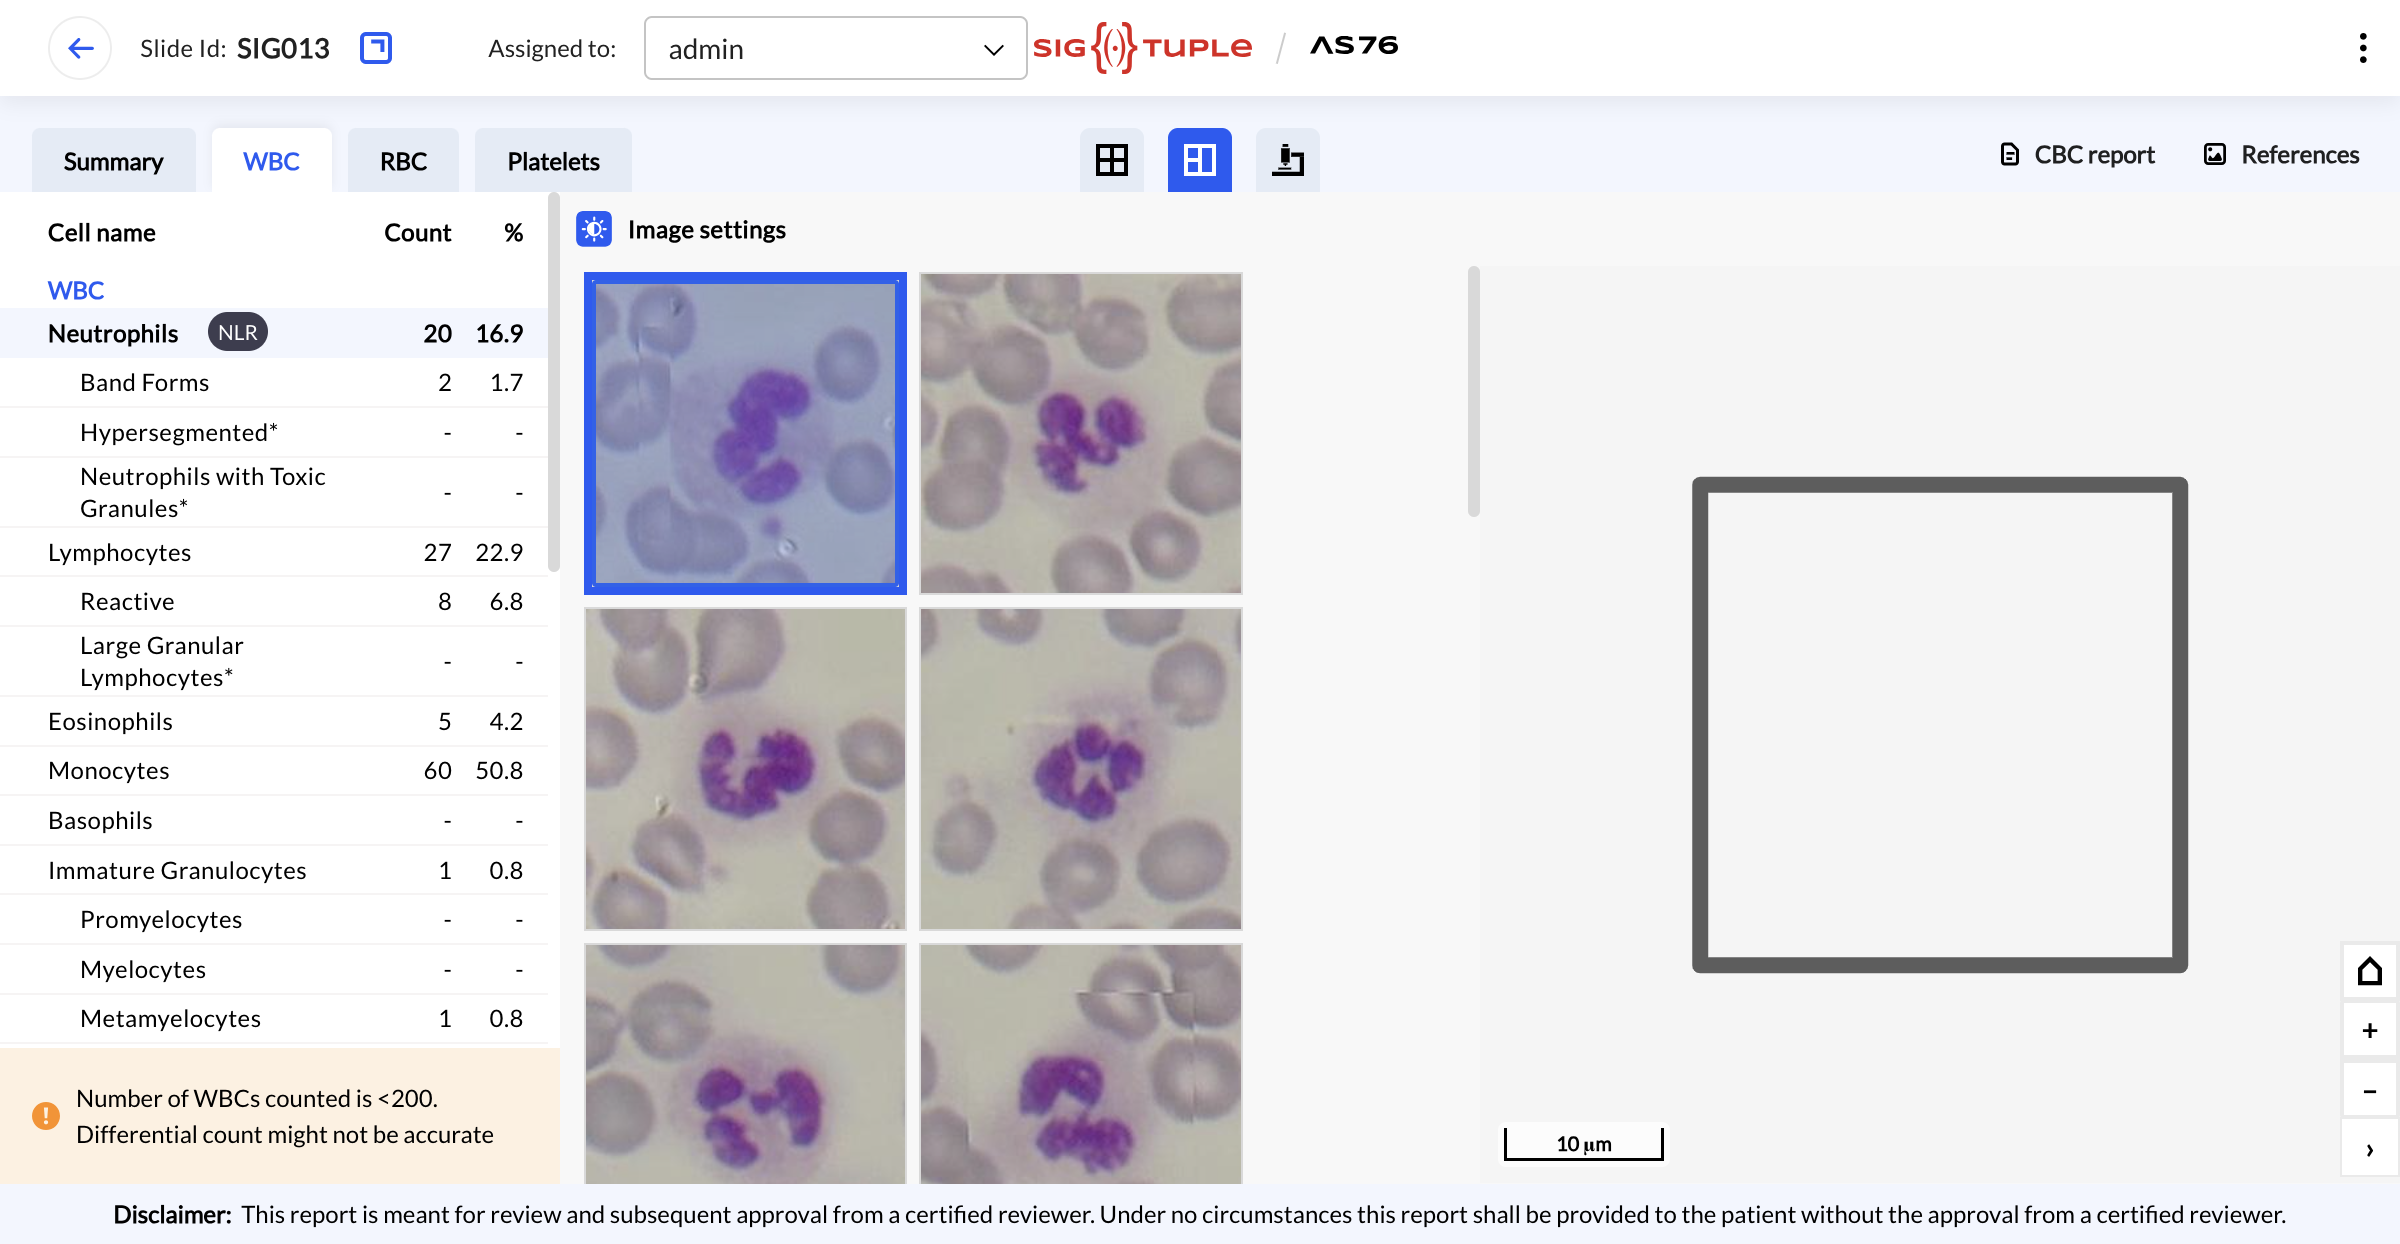 Slide Id: SIG013 Assigned to: admin SIG TUPLE / AS76
Summary WBC RBC Platelets CBC report References
Cell name Count %
Image settings
WBC
Neutrophils NLR 20 16.9
Band Forms 2 1.7
Hypersegmented* - -
Neutrophils with Toxic
Granules* - -
Lymphocytes 27 22.9
Reactive 8 6.8
Large Granular
Lymphocytes* - -
Eosinophils 5 4.2
Monocytes 60 50.8
Basophils - -
Immature Granulocytes 1 0.8
Promyelocytes - -
Myelocytes - -
Metamyelocytes 1 0.8
Number of WBCs counted is <200.
Differential count might not be accurate
10 µm
Disclaimer: This report is meant for review and subsequent approval from a certified reviewer. Under no circumstances this report shall be provided to the patient without the approval from a certified reviewer.